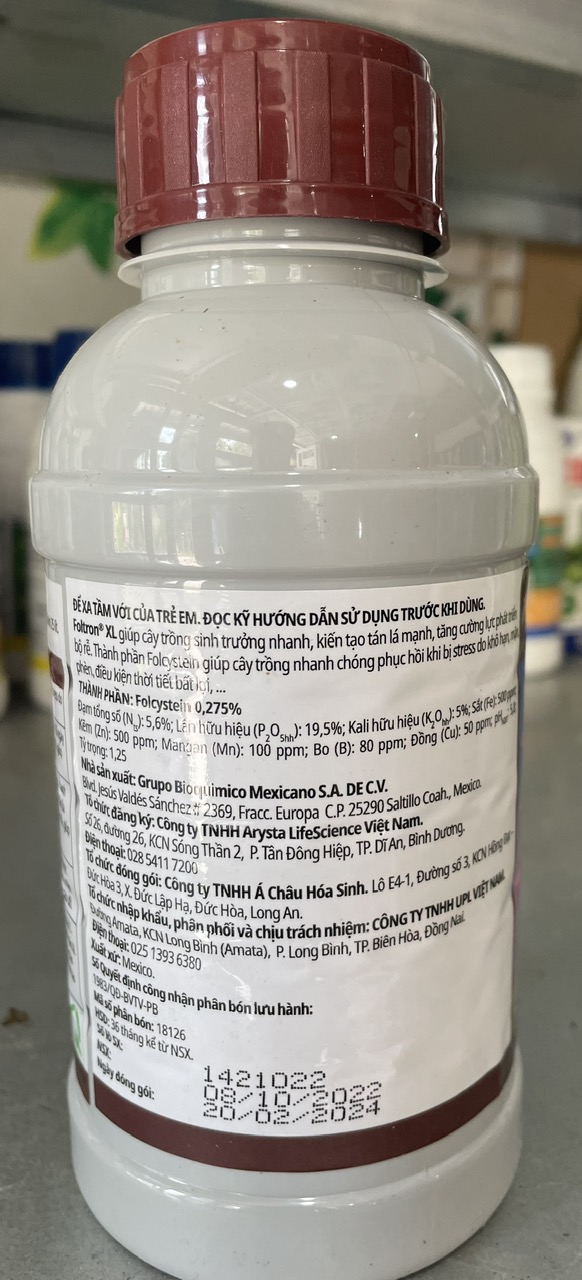 ĐỂ XA TẦM VỚI CỦA TRẺ EM. ĐỌC KỸ HƯỚNG DẪN SỬ DỤNG TRƯỚC KHI DÙNG.
Foltron® XL giúp cây trồng sinh trưởng nhanh, kiến tạo tán lá mạnh, tăng cường lực phát triển
bộ rễ. Thành phần Folcystein giúp cây trồng nhanh chóng phục hồi khi bị stress do khô hạn,
phèn, điều kiện thời tiết bất lợi, ...
THÀNH PHẦN: Folcystein 0,275%
Đạm tổng số (Nts): 5,6%; Lân hữu hiệu (P2O5hh): 19,5%; Kali hữu hiệu (K2Ohh): 5%; Sắt (Fe): 500 ppm;
Kẽm (Zn): 500 ppm; Mangan (Mn): 100 ppm; Bo (B): 80 ppm; Đồng (Cu): 50 ppm;
Tỷ trọng: 1,25
Nhà sản xuất: Grupo Bioquimico Mexicano S.A. DE C.V.
Blvd. Jesús Valdés Sánchez # 2369, Fracc. Europa C.P. 25290 Saltillo Coah., Mexico.
Tổ chức đăng ký: Công ty TNHH Arysta LifeScience Việt Nam.
Số 26, đường 26, KCN Sóng Thần 2, P. Tân Đông Hiệp, TP. Dĩ An, Bình Dương.
Điện thoại: 028 5411 7200
Tổ chức đóng gói: Công ty TNHH Á Châu Hóa Sinh. Lô E4-1, Đường số 3, KCN Hồng Đạt -
Đức Hòa 3, X. Đức Lập Hạ, Đức Hòa, Long An.
Tổ chức nhập khẩu, phân phối và chịu trách nhiệm: CÔNG TY TNHH UPL VIỆT NAM.
Đường Amata, KCN Long Bình (Amata), P. Long Bình, TP. Biên Hòa, Đồng Nai.
Điện thoại: 025 1393 6380
Xuất xứ: Mexico.
Số Quyết định công nhận phân bón lưu hành:
1983/QĐ-BVTV-PB
Mã số phân bón: 18126
HSD: 36 tháng kể từ NSX.
Số lô SX: 1421022
NSX: 08/10/2022
Ngày đóng gói: 20/02/2024